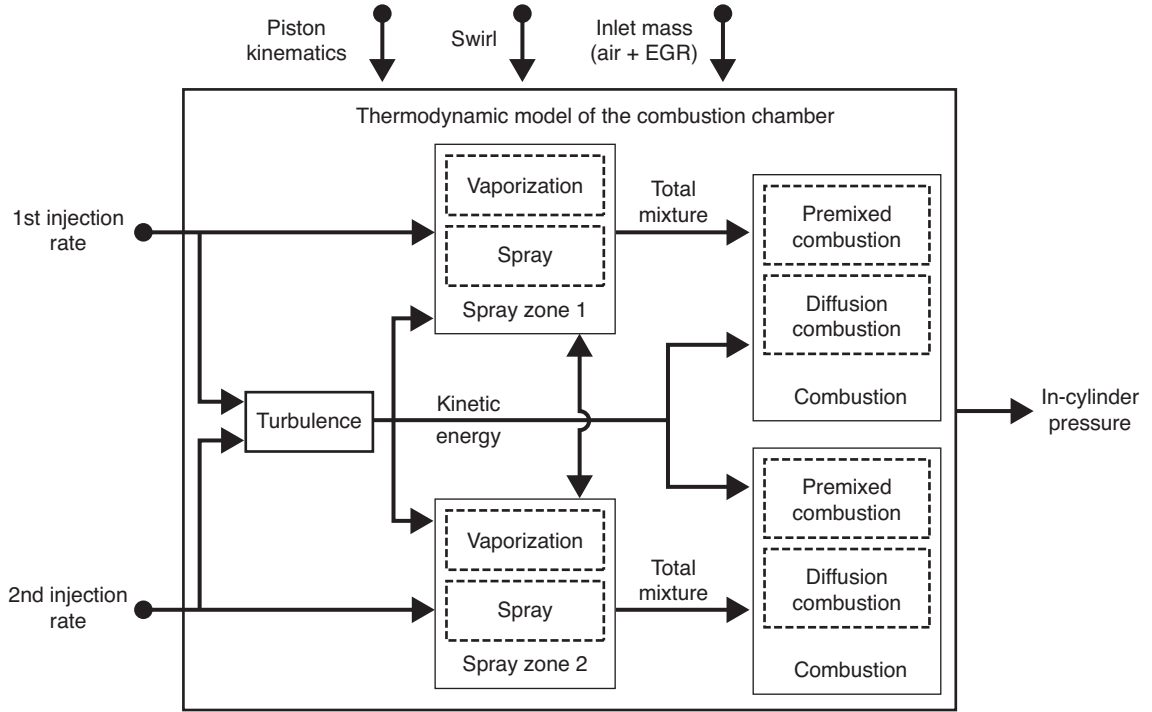 Piston
kinematics
Swirl
Inlet mass
(air + EGR)
Thermodynamic model of the combustion chamber
1st injection
rate
Vaporization
Spray
Spray zone 1
Total
mixture
Premixed
combustion
Diffusion
combustion
Combustion
Turbulence
Kinetic
energy
In-cylinder
pressure
2nd injection
rate
Vaporization
Spray
Spray zone 2
Total
mixture
Premixed
combustion
Diffusion
combustion
Combustion